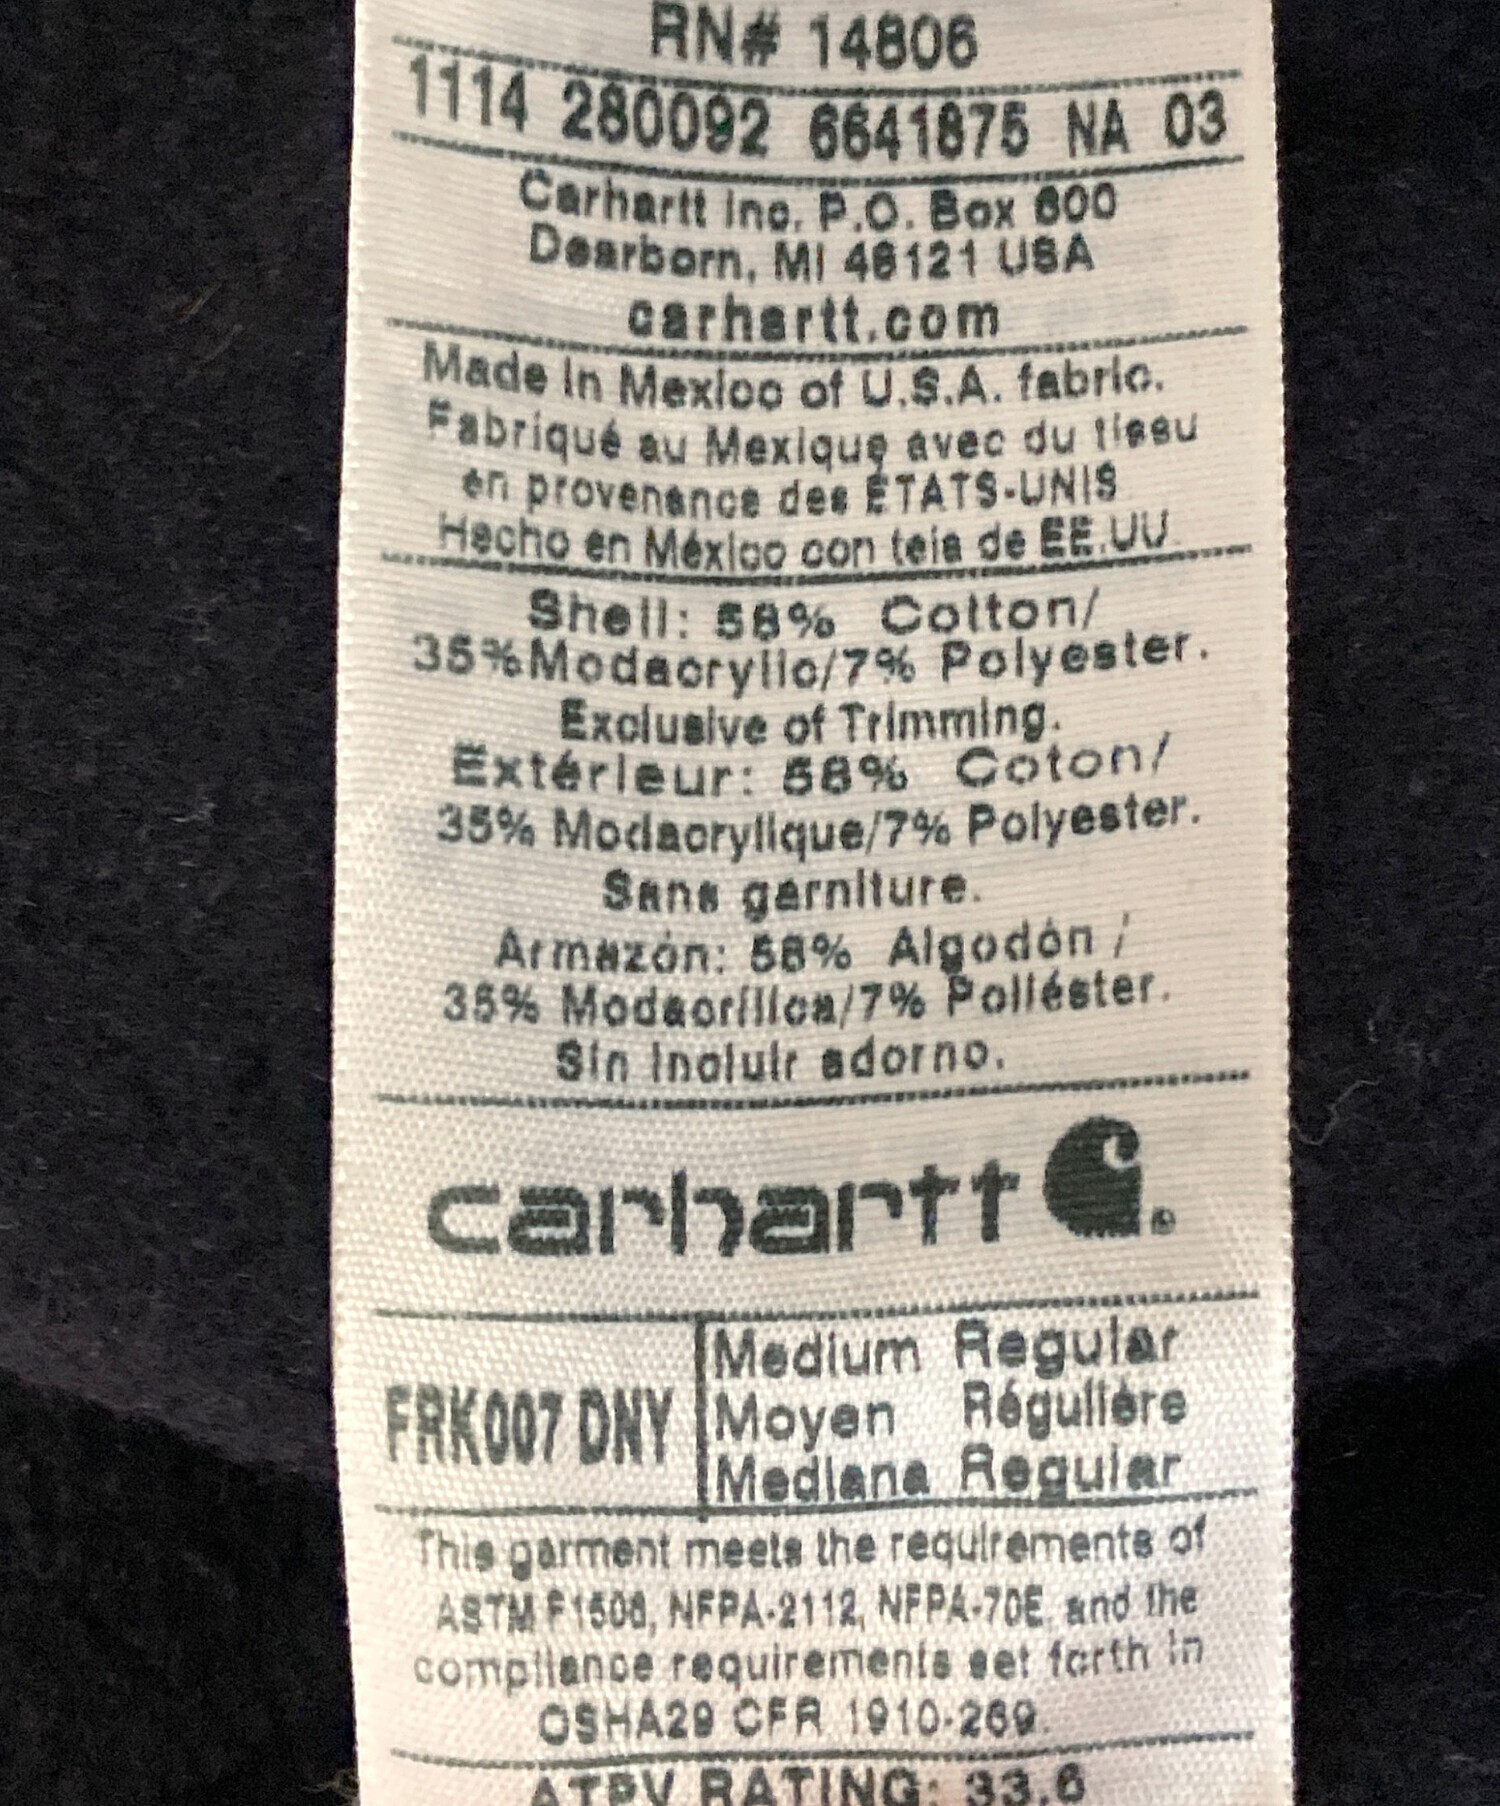 RN# 14806
1114 280092 6641875 NA 03
Carhartt Inc. P.O. Box 600
Dearborn, MI 48121 USA
carhartt.com
Made in Mexico of U.S.A. fabric.
Fabriqué au Mexique avec du tissu
en provenance des ÉTATS-UNIS
Hecho en México con tela de EE.UU.
Shell: 58% Cotton/
35%Modacrylic/7% Polyester.
Exclusive of Trimming.
Extérieur: 58% Coton/
35% Modacrylique/7% Polyester.
Sans garniture.
Armazón: 58% Algodón /
35% Modacrílica/7% Poliéster.
Sin incluir adorno.
carhartt
FRK007 DNY
Medium Regular
Moyen Régulière
Mediana Regular
This garment meets the requirements of
ASTM F1506, NFPA-2112, NFPA-70E, and the
compliance requirements set forth in
OSHA29 CFR 1910-269.
ATPV RATING: 33.6